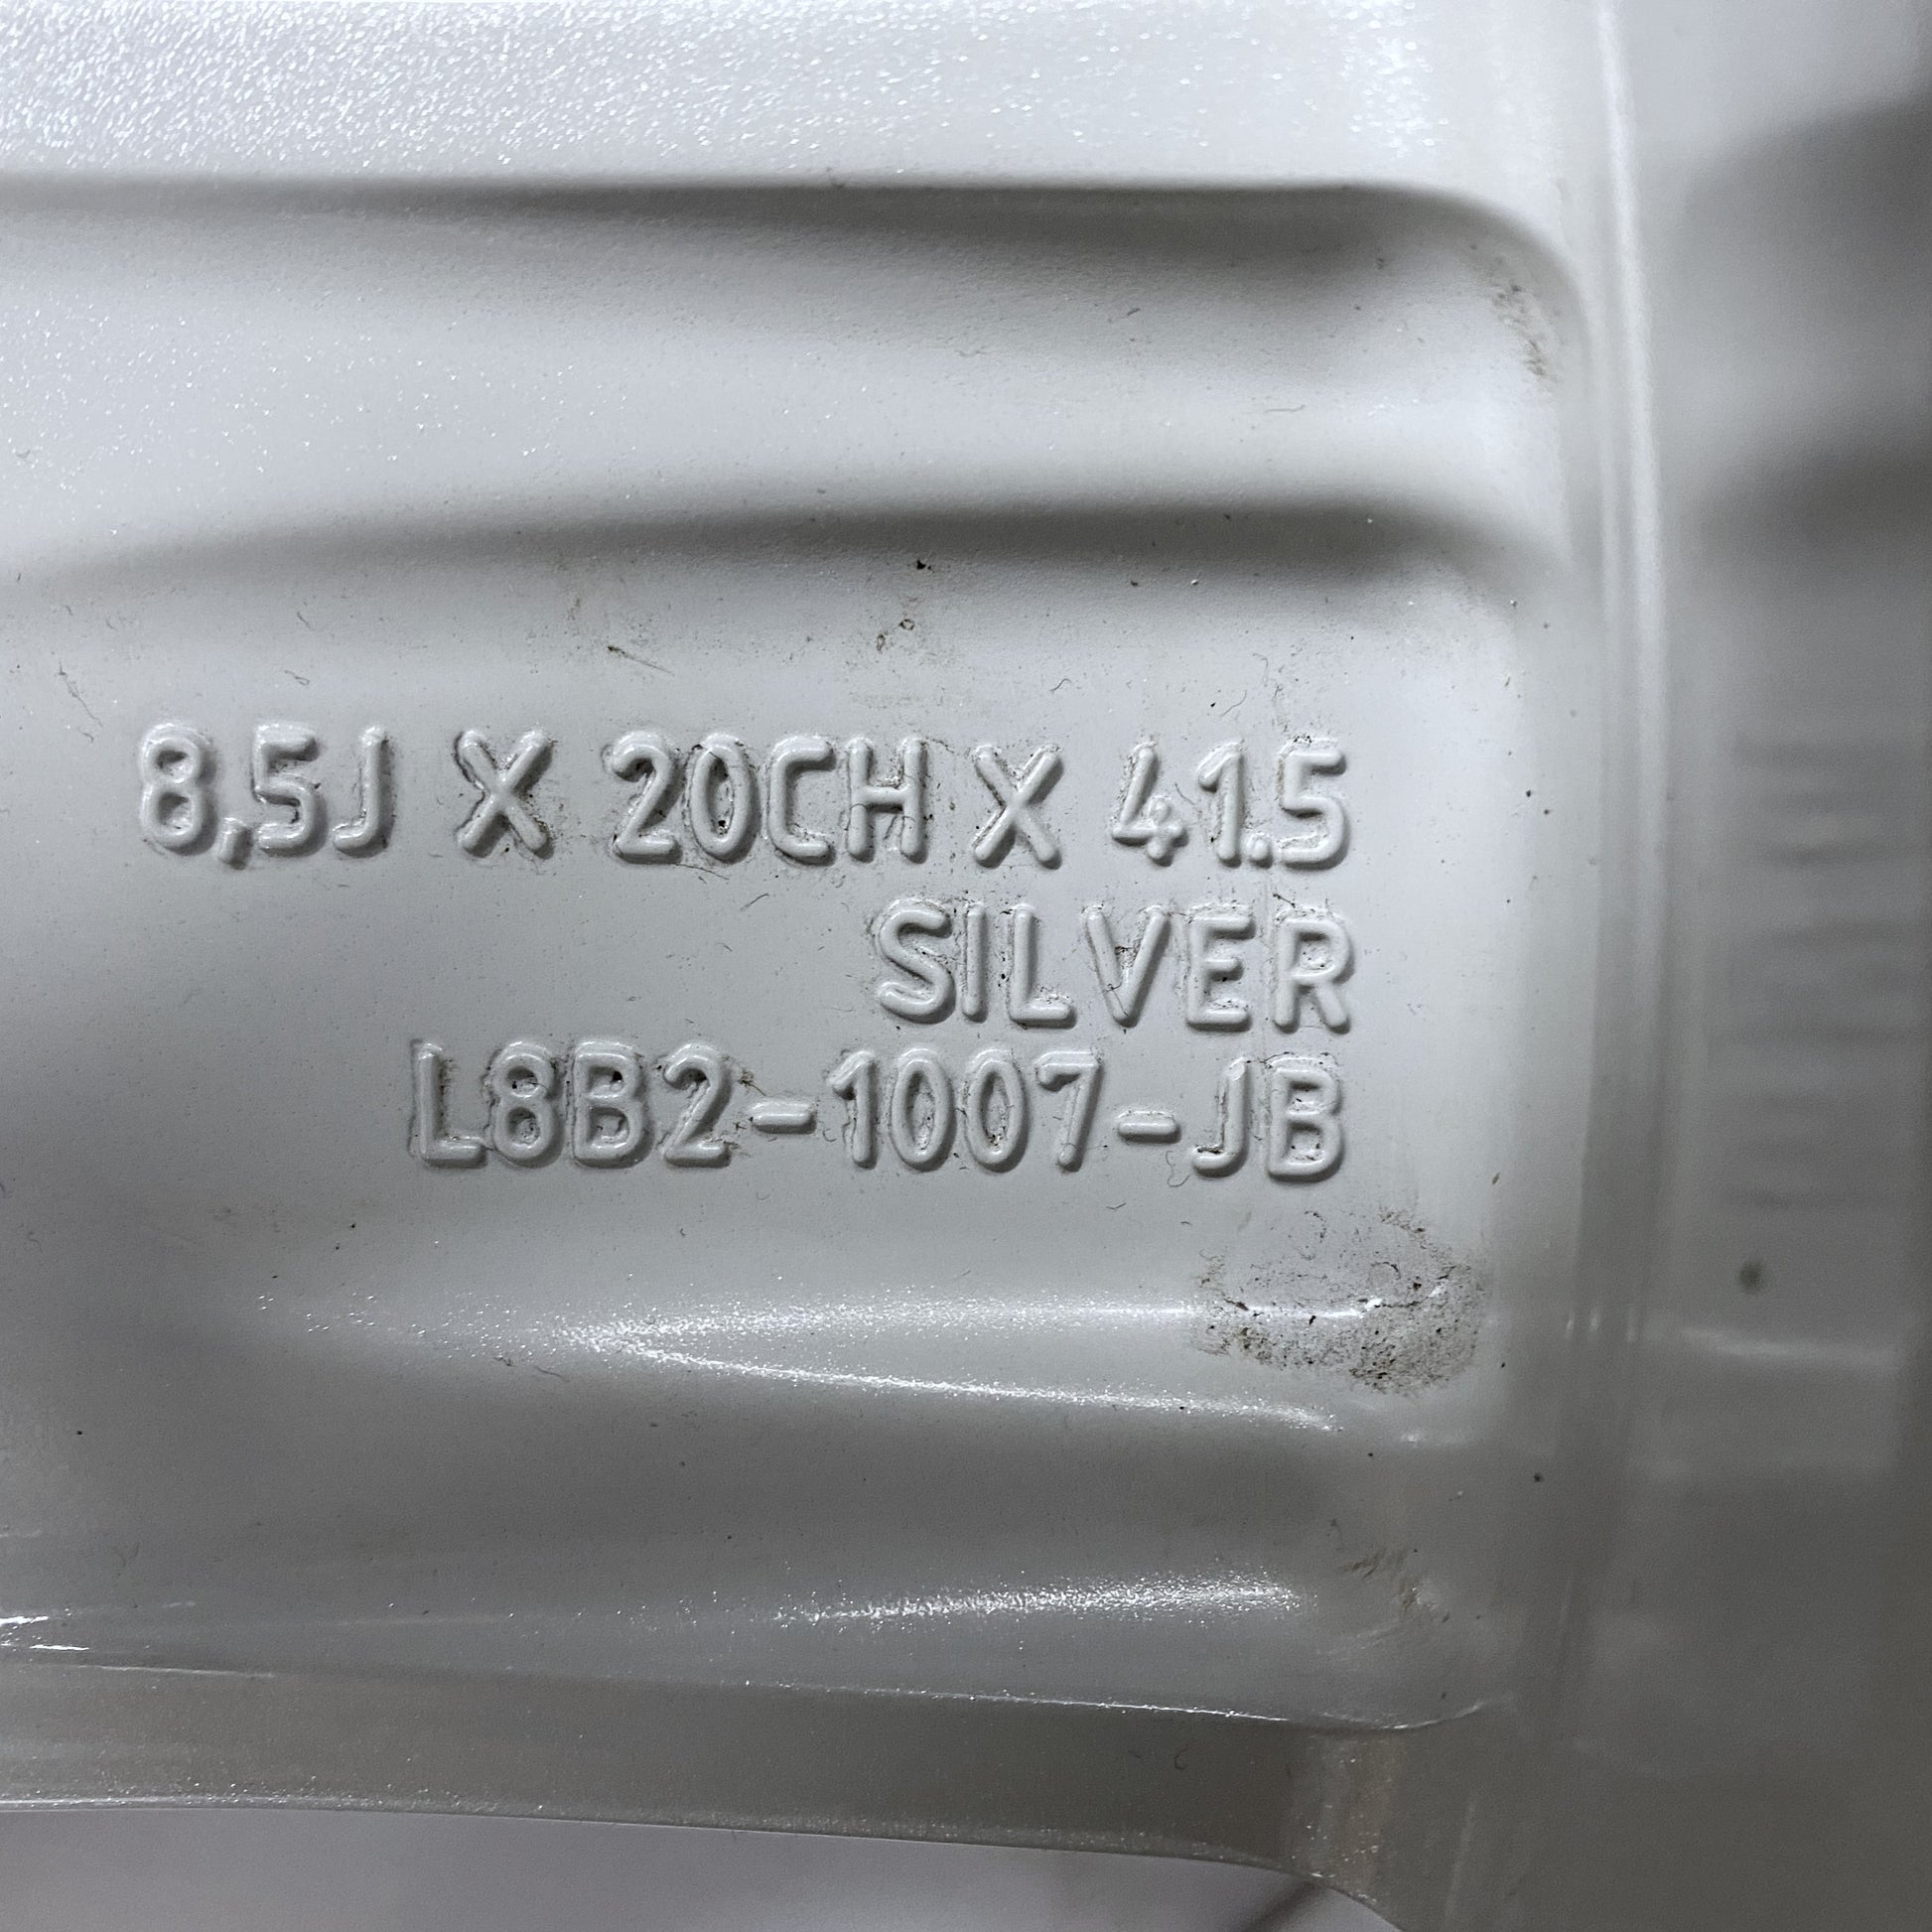 8,5J X 20CH X 41.5
SILVER
L8B2-1007-JB